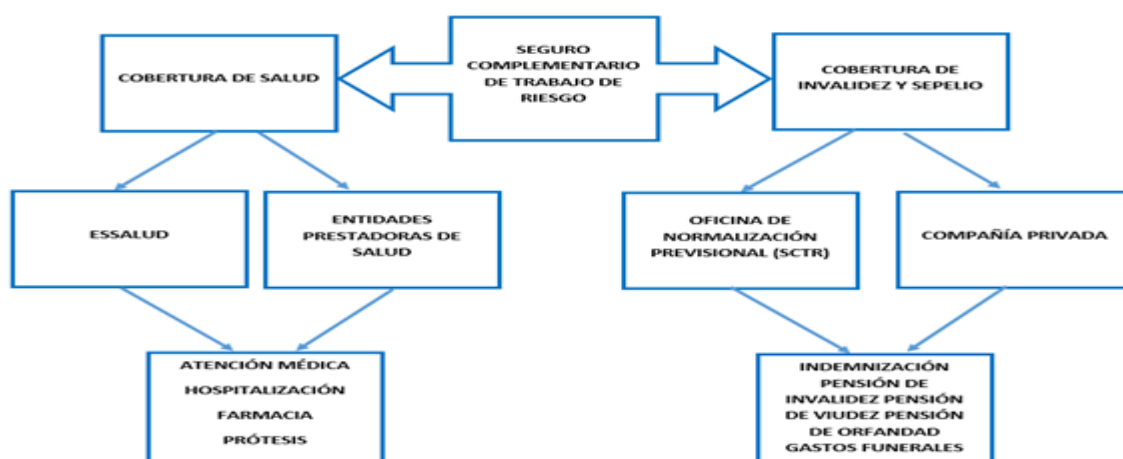 COBERTURA DE SALUD
SEGURO
COMPLEMENTARIO
DE TRABAJO DE
RIESGO
COBERTURA DE
INVALIDEZ Y SEPELIO
ESSALUD
ENTIDADES
PRESTADORAS DE
SALUD
OFICINA DE
NORMALIZACIÓN
PREVISIONAL (SCTR)
COMPAÑÍA PRIVADA
ATENCIÓN MÉDICA
HOSPITALIZACIÓN
FARMACIA
PRÓTESIS
INDEMNIZACIÓN
PENSIÓN DE
INVALIDEZ PENSIÓN
DE VIUDEZ PENSIÓN
DE ORFANDAD
GASTOS FUNERALES